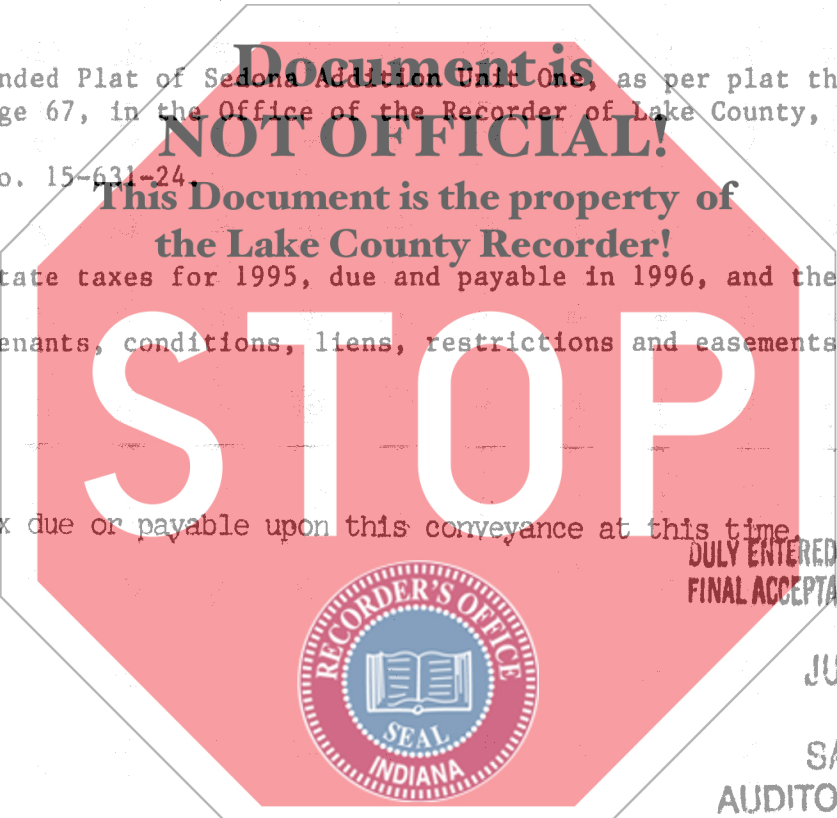 Document is
nded Plat of Sedona Addition Unit One, as per plat th
ge 67, in the Office of the Recorder of Lake County,
NOT OFFICIAL!
o. 15-631-24.
This Document is the property of
the Lake County Recorder!
tate taxes for 1995, due and payable in 1996, and the
enants, conditions, liens, restrictions and easements
STOP
x due or payable upon this conveyance at this time.
DULY ENTERED
FINAL ACCEPTA
RECORDER'S OFFICE
JU
SEAL
SA
INDIANA
AUDITO